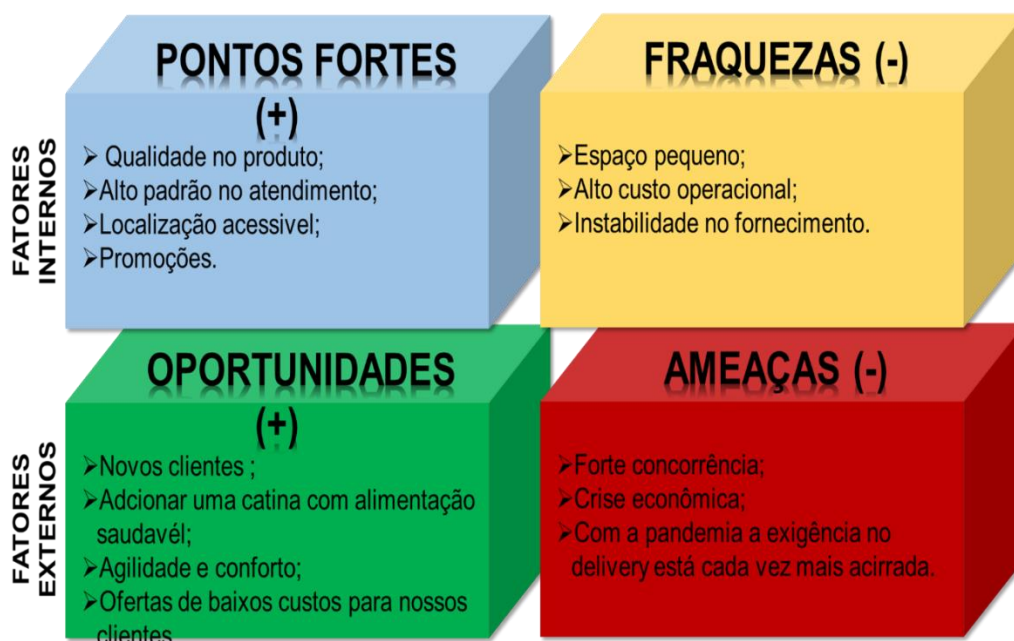 PONTOS FORTES
(+)
➢ Qualidade no produto;
➢Alto padrão no atendimento;
➢Localização acessivel;
➢Promoções.
FRAQUEZAS (-)
➢Espaço pequeno;
➢Alto custo operacional;
➢Instabilidade no fornecimento.
FATORES
INTERNOS
OPORTUNIDADES
(+)
➢Novos clientes ;
➢Adcionar uma catina com alimentação
saudavél;
➢Agilidade e conforto;
➢Ofertas de baixos custos para nossos
clientes
AMEAÇAS (-)
➢Forte concorrência;
➢Crise econômica;
➢Com a pandemia a exigência no
delivery está cada vez mais acirrada.
FATORES
EXTERNOS